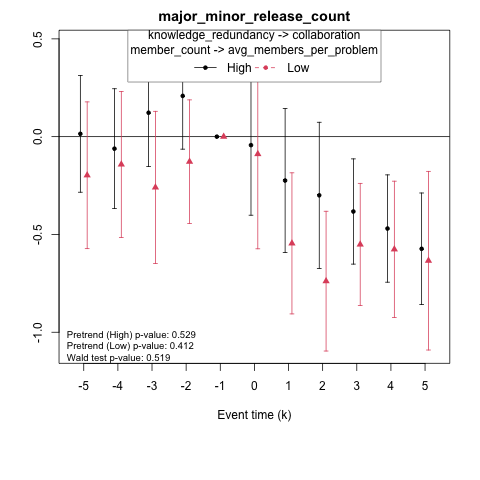 major_minor_release_count
knowledge_redundancy -> collaboration
member_count -> avg_members_per_problem
High Low
0.5
0.0
-0.5
-1.0
Pretrend (High) p-value: 0.529
Pretrend (Low) p-value: 0.412
Wald test p-value: 0.519
-5 -4 -3 -2 -1 0 1 2 3 4 5
Event time (k)